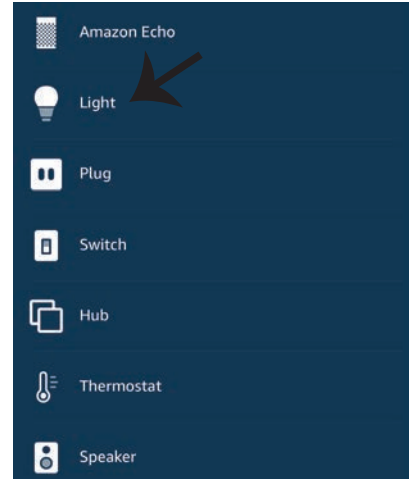 Amazon Echo
Light
Plug
Switch
Hub
Thermostat
Speaker